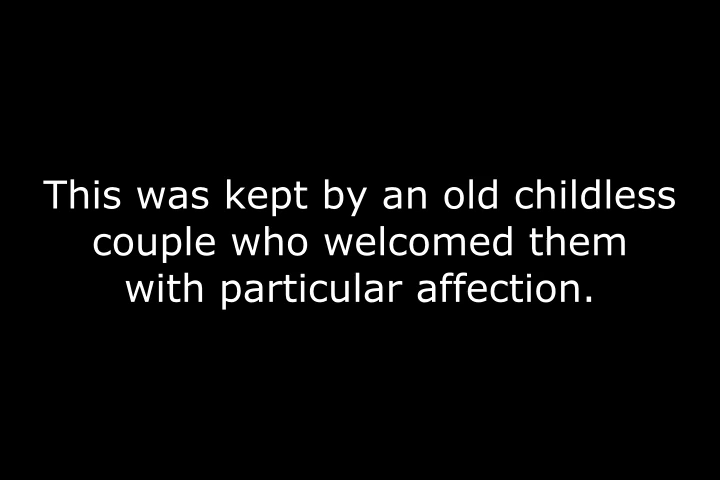 This was kept by an old childless
couple who welcomed them
with particular affection.